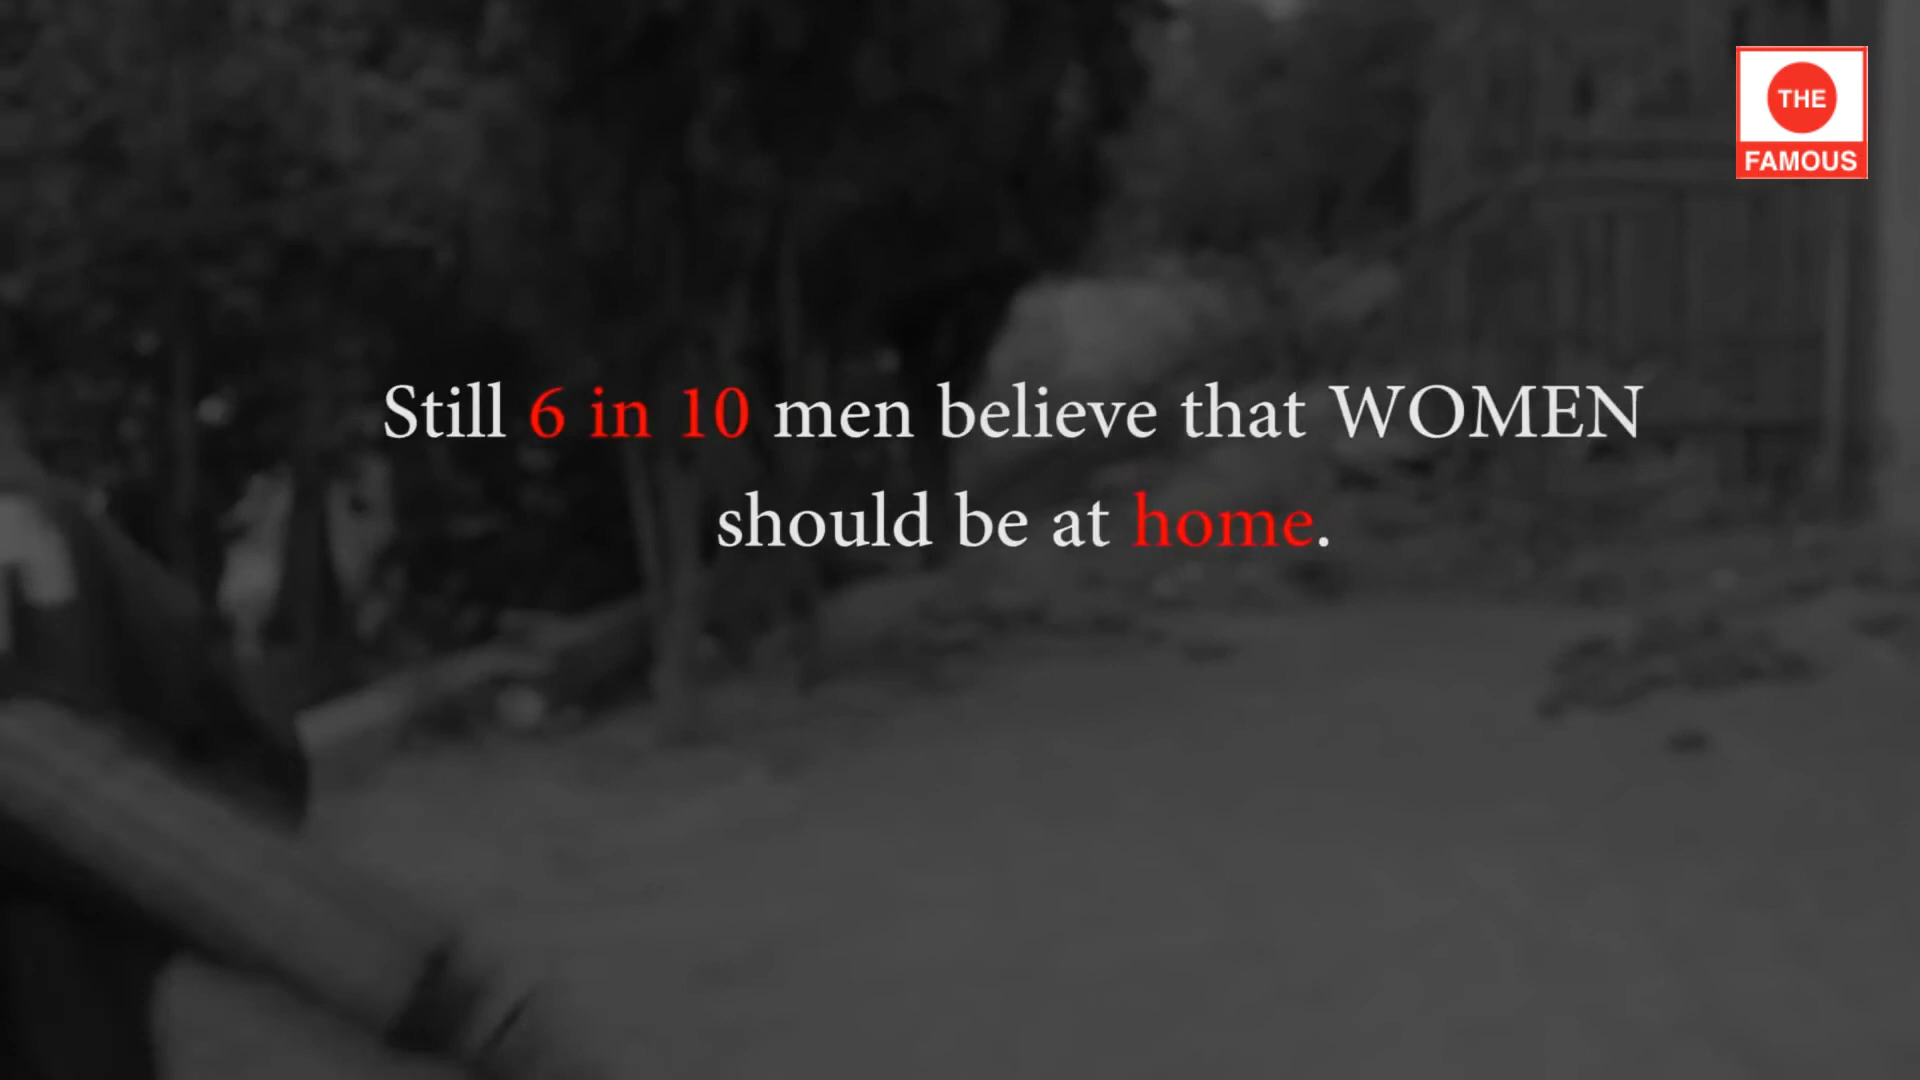 THE
FAMOUS
Still 6 in 10 men believe that WOMEN
should be at home.